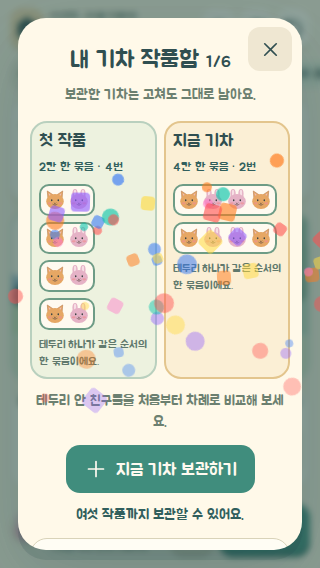 내 기차 작품함 1/6
보관한 기차는 고쳐도 그대로 남아요.
첫 작품
2칸 한 묶음 · 4번
테두리 하나가 같은 순서의
한 묶음이에요.
지금 기차
4칸 한 묶음 · 2번
테두리 하나가 같은 순서의
한 묶음이에요.
테두리 안 친구들을 처음부터 차례로 비교해 보세
요.
지금 기차 보관하기
여섯 작품까지 보관할 수 있어요.